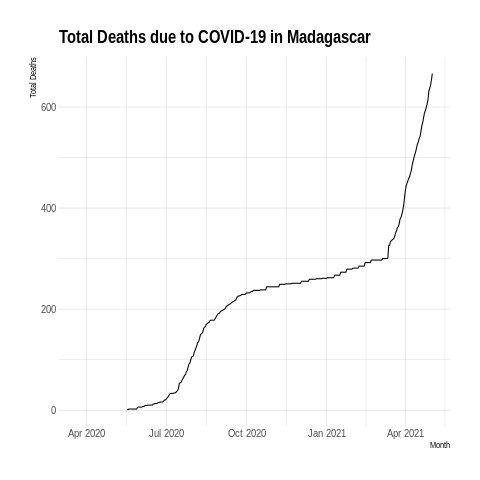 Total Deaths due to COVID-19 in Madagascar
Total Deaths
600
400
200
0
Apr 2020 Jul 2020 Oct 2020 Jan 2021 Apr 2021
Month